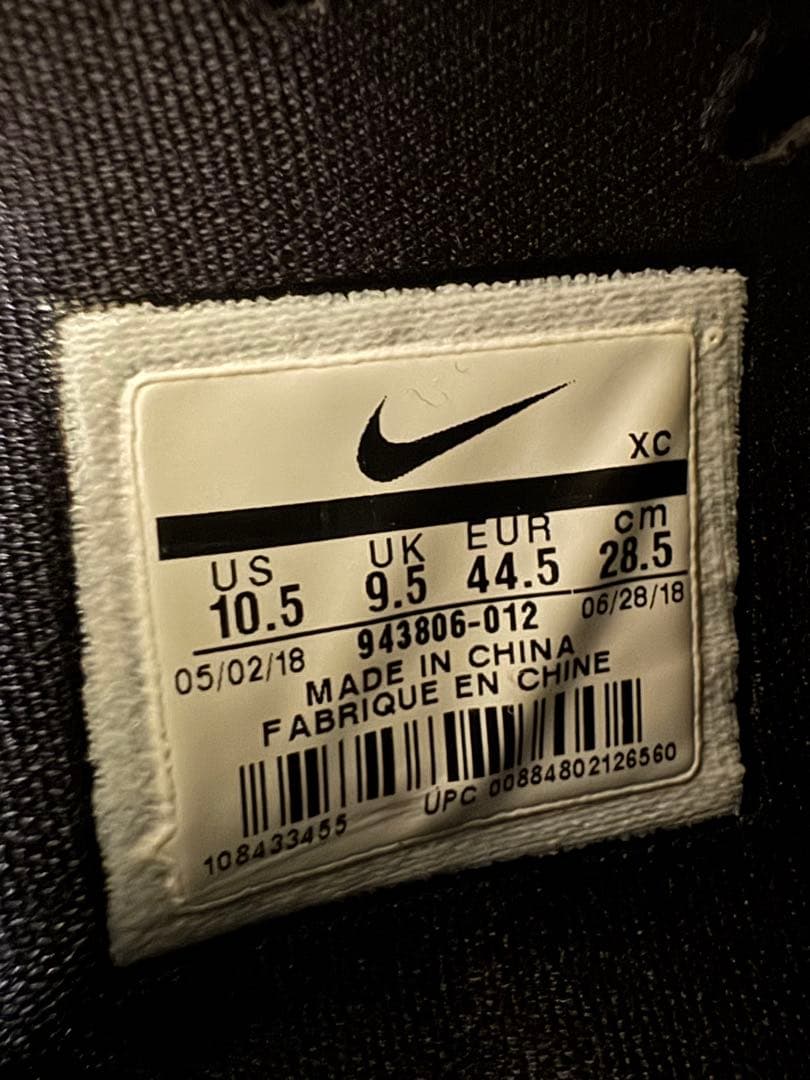 XC
US UK EUR cm
10.5 9.5 44.5 28.5
05/02/18 943806-012 06/28/18
MADE IN CHINA
FABRIQUE EN CHINE
108433455 UPC 00884802126560